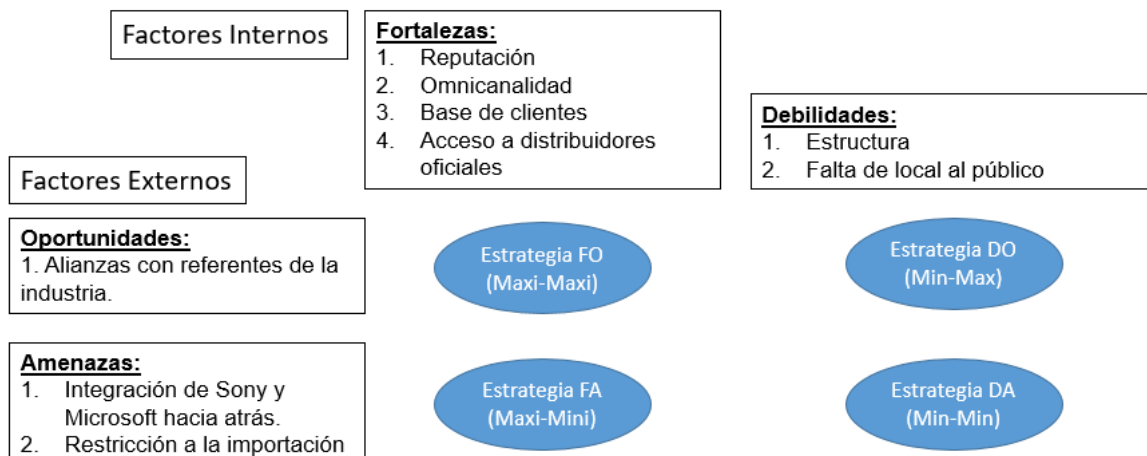 Factores Internos
Fortalezas:
1. Reputación
2. Omnicanalidad
3. Base de clientes
4. Acceso a distribuidores
oficiales
Debilidades:
1. Estructura
2. Falta de local al público
Factores Externos
Oportunidades:
1. Alianzas con referentes de la
industria.
Estrategia FO
(Maxi-Maxi)
Estrategia DO
(Min-Max)
Amenazas:
1. Integración de Sony y
Microsoft hacia atrás.
2. Restricción a la importación
Estrategia FA
(Maxi-Mini)
Estrategia DA
(Min-Min)